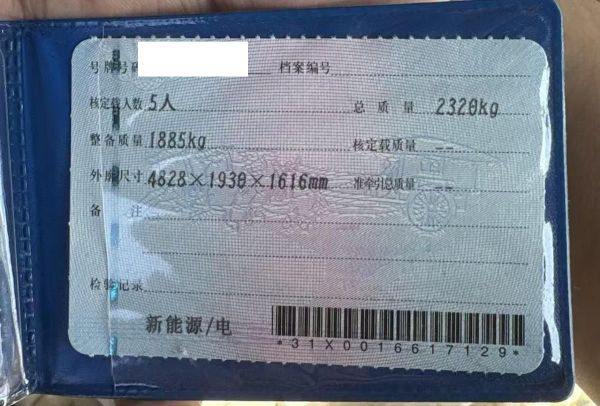 号牌号码 档案编号
核定载人数 5人 总质量 2320kg
整备质量 1885kg 核定载质量 --
外廓尺寸 4828×1930×1616mm 准牵引总质量 --
备注
检验记录
新能源/电
*31X0016617129*